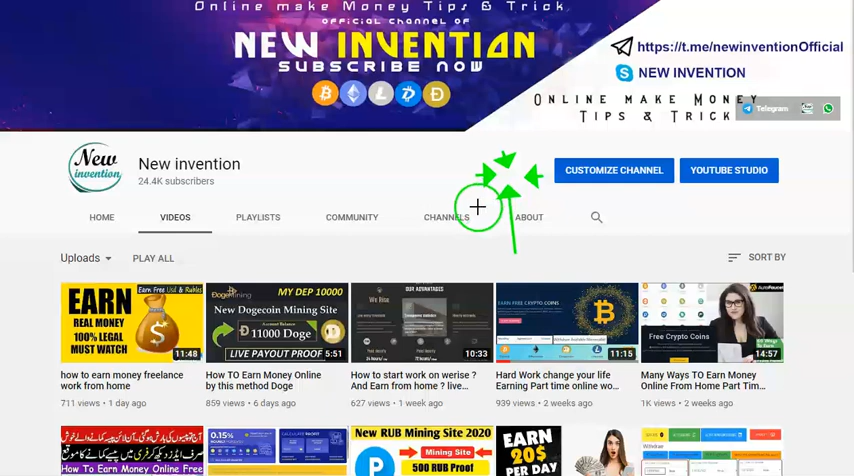 Online make Money Tips & Trick
OFFICIAL CHANNEL OF
NEW INVENTION
SUBSCRIBE NOW
https://t.me/newinventionOfficial
NEW INVENTION
Online make Money
Tips & Trick
Telegram
New
invention
New invention
24.4K subscribers
CUSTOMIZE CHANNEL
YOUTUBE STUDIO
HOME
VIDEOS
PLAYLISTS
COMMUNITY
CHANNELS
ABOUT
Uploads
PLAY ALL
SORT BY
Earn Free Usd & Rubles
EARN
REAL MONEY
100% LEGAL
MUST WATCH
11:48
DogeMining
MY DEP 10000
New Dogecoin Mining Site
Account Balance
11000 DOGE
LIVE PAYOUT PROOF
5:51
OUR ADVANTAGES
10:33
EARN FREE CRYPTO COINS
11:15
Free Crypto Coins
14:57
how to earn money freelance
work from home
711 views • 1 day ago
How TO Earn Money Online
by this method Doge
859 views • 6 days ago
How to start work on werise ?
And Earn from home ? live...
627 views • 1 week ago
Hard Work change your life
Earning Part time online wo...
939 views • 2 weeks ago
Many Ways TO Earn Money
Online From Home Part Tim...
1K views • 2 weeks ago
How To Earn Money Online Free
0.15%
New RUB Mining Site 2020
Mining Site
500 RUB Proof
EARN
20$
PER DAY